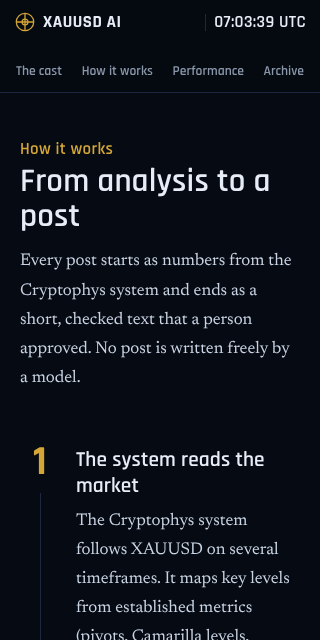 XAUUSD AI
07:03:39 UTC
The cast How it works Performance Archive
How it works
From analysis to a
post
Every post starts as numbers from the
Cryptophys system and ends as a
short, checked text that a person
approved. No post is written freely by
a model.
1
The system reads the
market
The Cryptophys system
follows XAUUSD on several
timeframes. It maps key levels
from established metrics
(pivots, Camarilla levels,